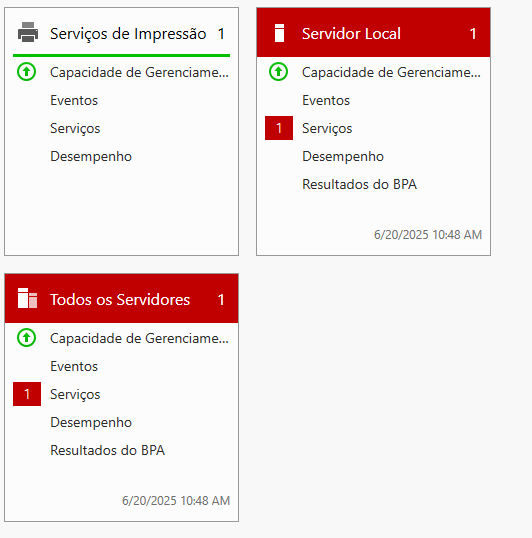 Serviços de Impressão 1
Capacidade de Gerenciame...
Eventos
Serviços
Desempenho
Servidor Local 1
Capacidade de Gerenciame...
Eventos
1 Serviços
Desempenho
Resultados do BPA
6/20/2025 10:48 AM
Todos os Servidores 1
Capacidade de Gerenciame...
Eventos
1 Serviços
Desempenho
Resultados do BPA
6/20/2025 10:48 AM